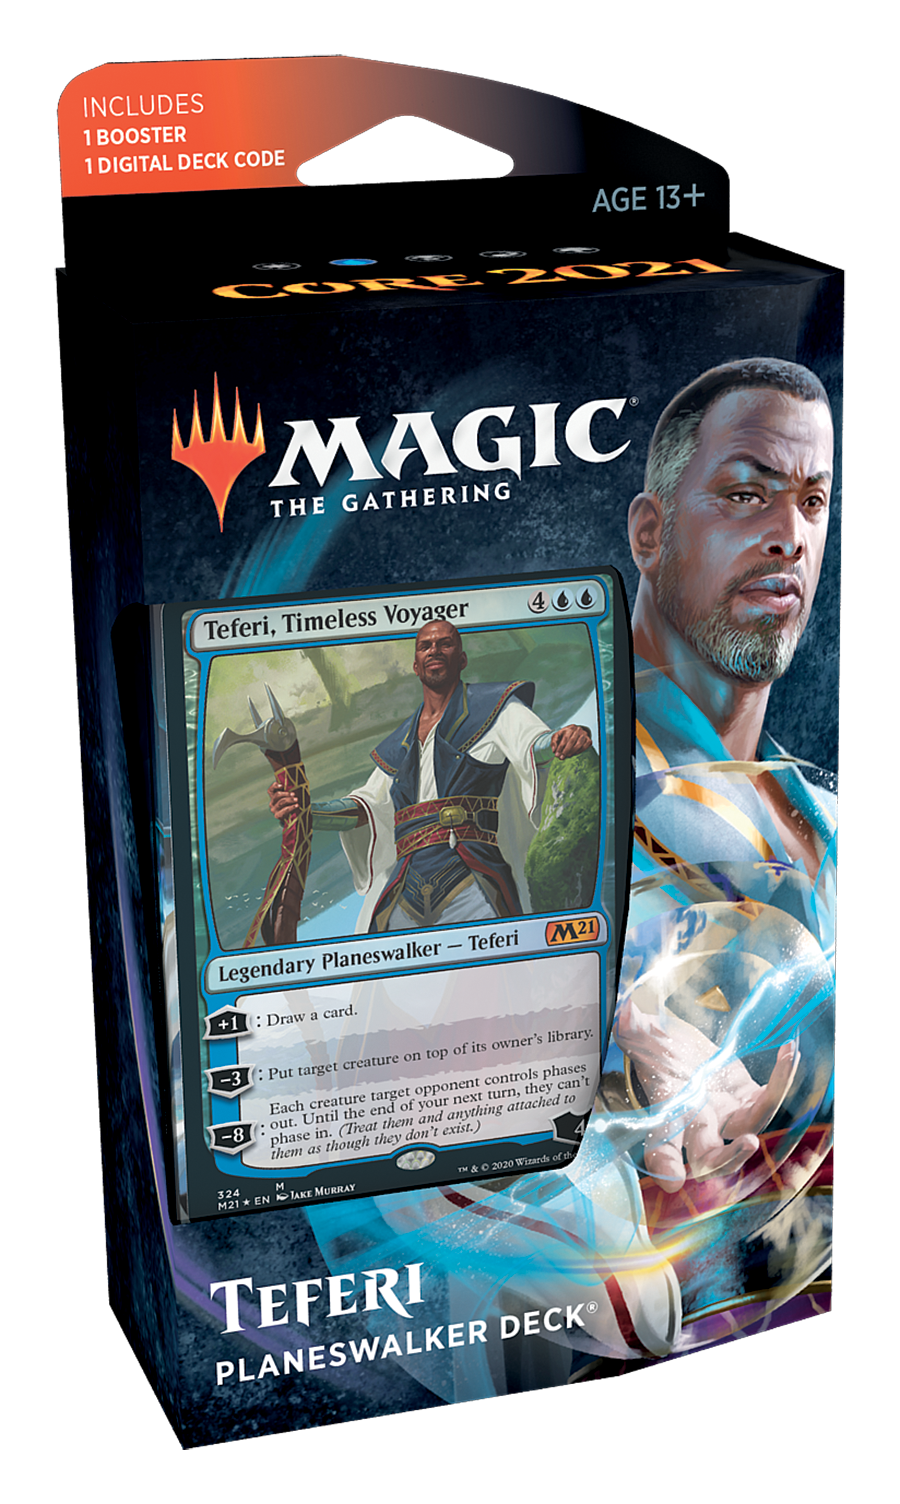 INCLUDES
1 BOOSTER
1 DIGITAL DECK CODE
AGE 13+
CORE 2021
MAGIC®
THE GATHERING
Teferi, Timeless Voyager 4
Legendary Planeswalker — Teferi M21
+1 : Draw a card.
−3 : Put target creature on top of its owner's library.
Each creature target opponent controls phases
−8 : out. Until the end of your next turn, they can't
phase in. (Treat them and anything attached to
them as though they don't exist.)
4
324 M
M21 ★ EN Jake Murray
™ & © 2020 Wizards of the
TEFERI
PLANESWALKER DECK®